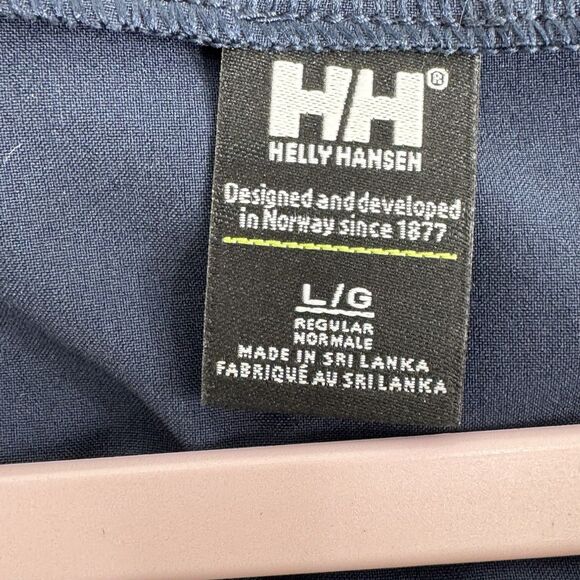 HH®
HELLY HANSEN
Designed and developed
in Norway since 1877
L/G
REGULAR
NORMALE
MADE IN SRI LANKA
FABRIQUÉ AU SRI LANKA